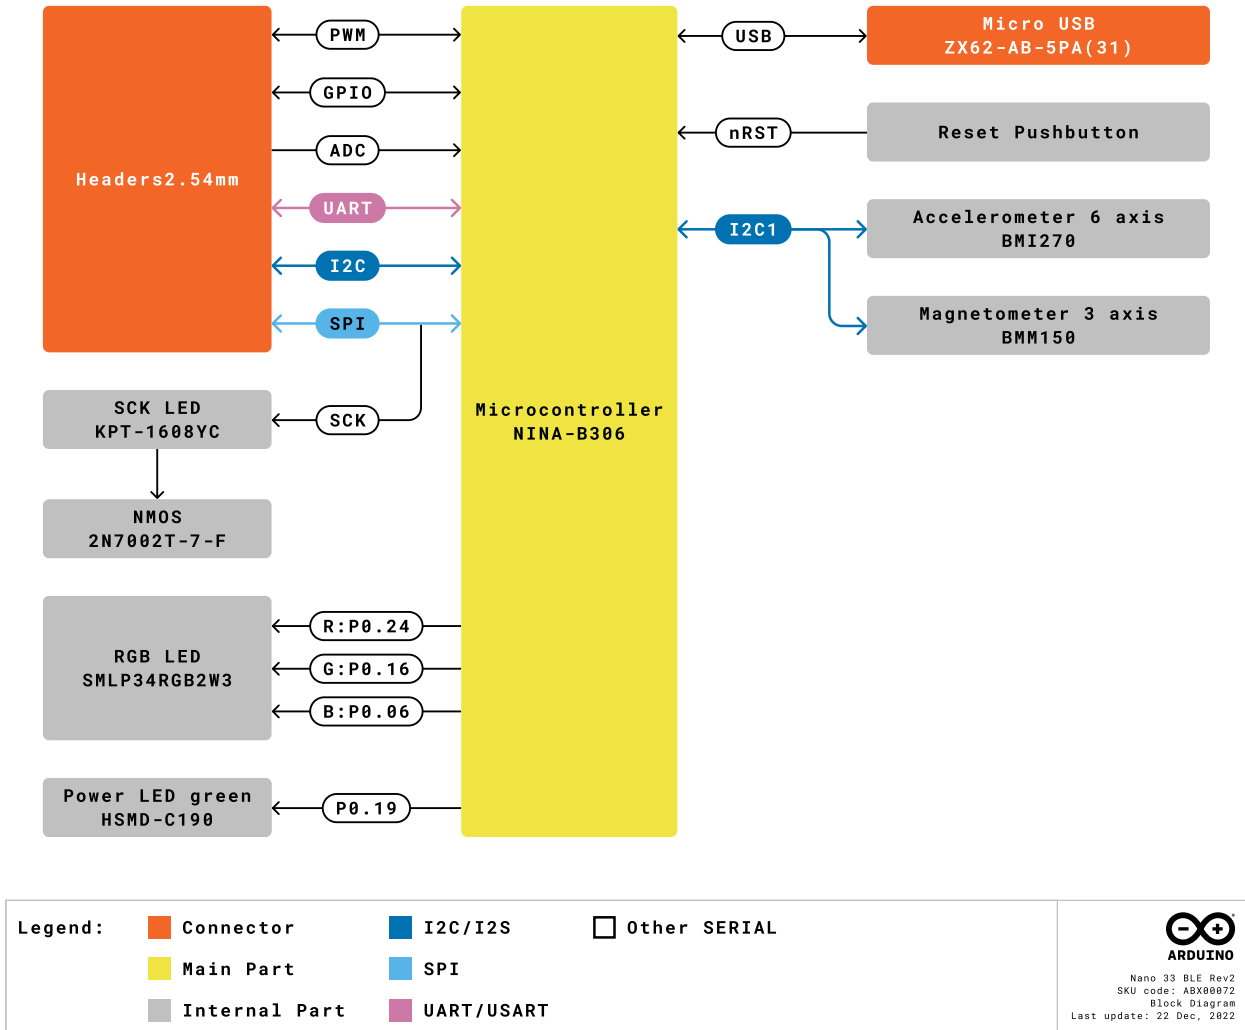 Headers2.54mm
PWM
GPIO
ADC
UART
I2C
SPI
SCK
SCK LED
KPT-1608YC
NMOS
2N7002T-7-F
RGB LED
SMLP34RGB2W3
R:P0.24
G:P0.16
B:P0.06
Power LED green
HSMD-C190
P0.19
Microcontroller
NINA-B306
USB
Micro USB
ZX62-AB-5PA(31)
nRST
Reset Pushbutton
I2C1
Accelerometer 6 axis
BMI270
Magnetometer 3 axis
BMM150
Legend:
Connector
Main Part
Internal Part
I2C/I2S
SPI
UART/USART
Other SERIAL
ARDUINO
Nano 33 BLE Rev2
SKU code: ABX00072
Block Diagram
Last update: 22 Dec, 2022